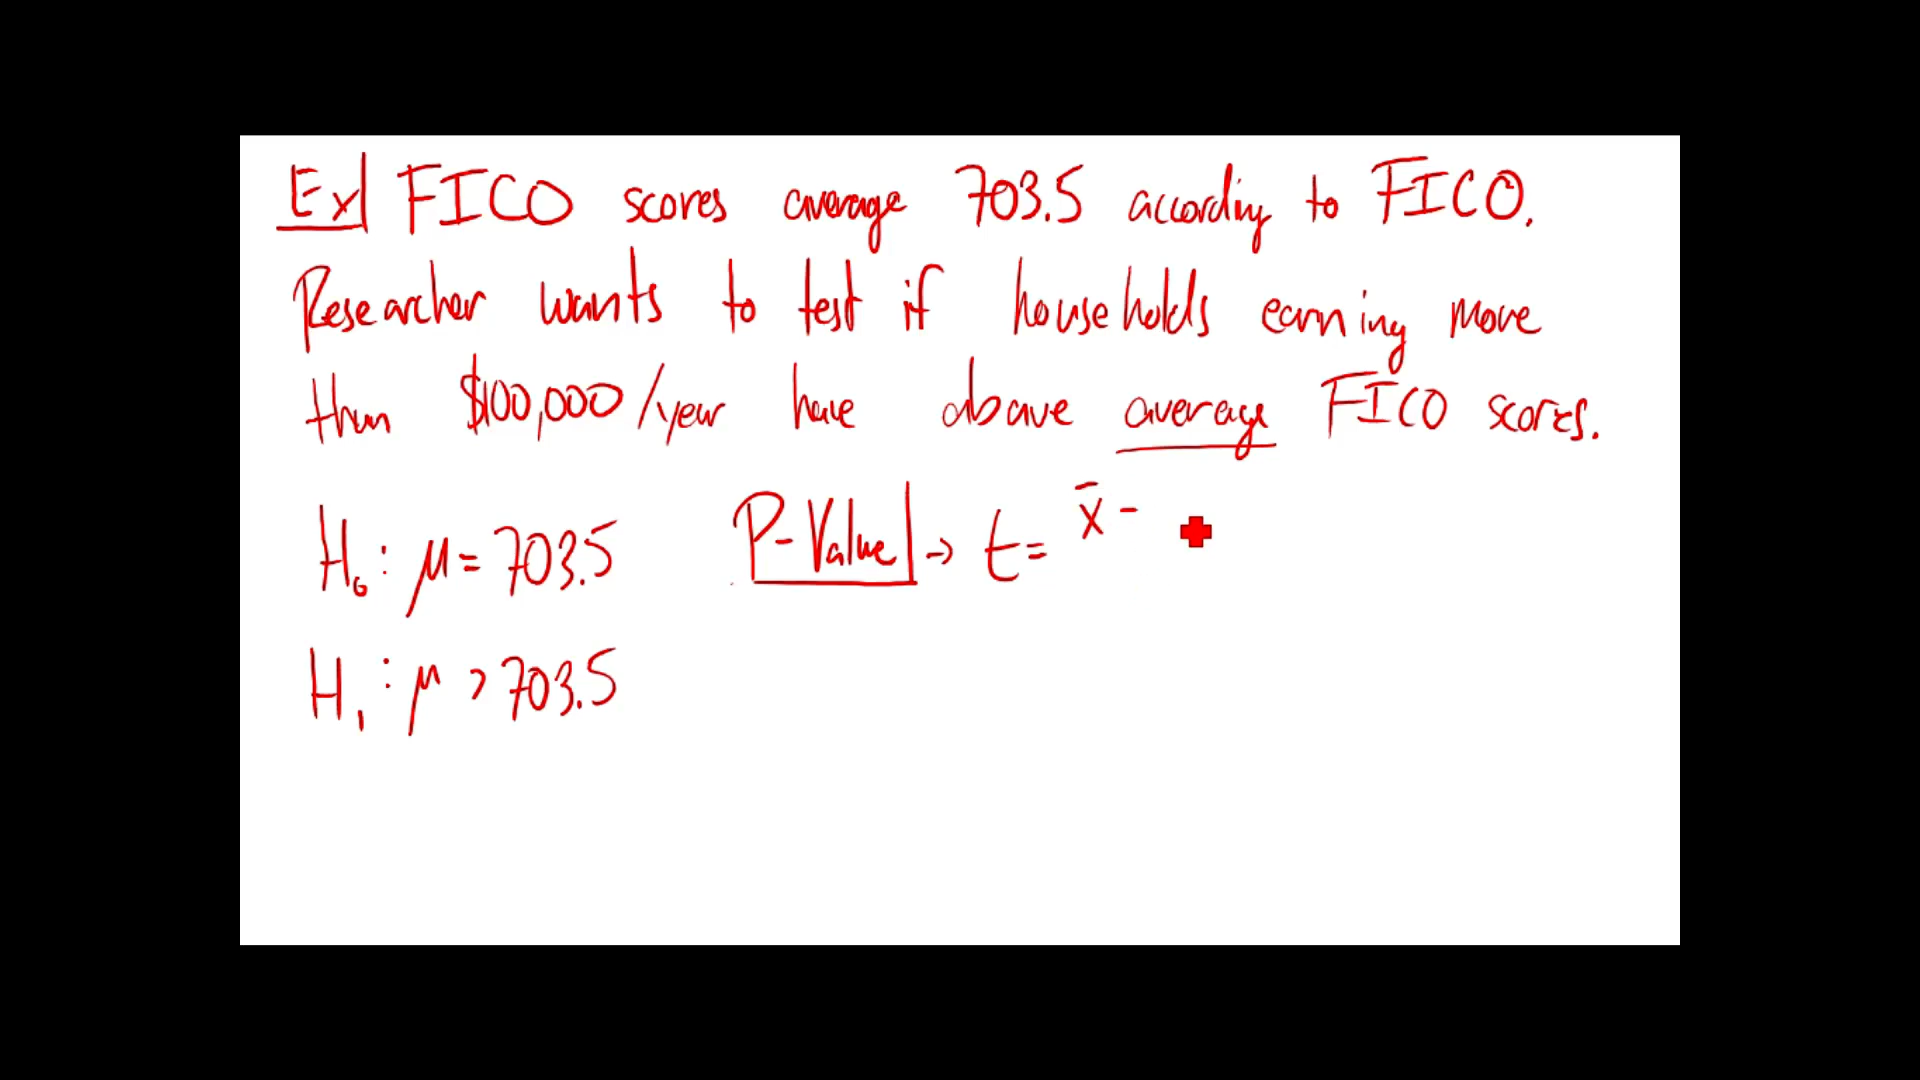 Ex FICO scores average 703.5 according to FICO.
Researcher wants to test if households earning more
than $100,000/year have above average FICO scores.
H₀: μ = 703.5 P-Value → t = x̄ -
H₁: μ > 703.5